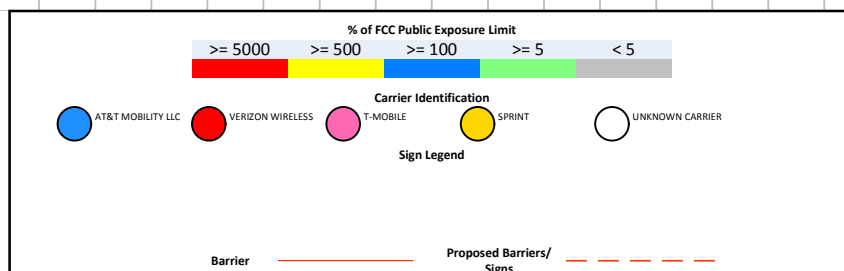 % of FCC Public Exposure Limit
>= 5000 >= 500 >= 100 >= 5 < 5
Carrier Identification
AT&T MOBILITY LLC VERIZON WIRELESS T-MOBILE SPRINT UNKNOWN CARRIER
Sign Legend
Barrier Proposed Barriers/
Signs